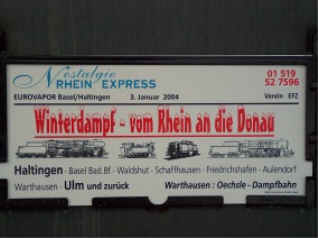 Nostalgie
RHEIN EXPRESS
01 519
52 7596
EUROVAPOR Basel/Haltingen 3. Januar 2004 Verein EFZ
Winterdampf - vom Rhein an die Donau
Haltingen - Basel Bad. Bf. - Waldshut - Schaffhausen - Friedrichshafen - Aulendorf
Warthausen - Ulm und zurück Warthausen : Oechsle - Dampfbahn